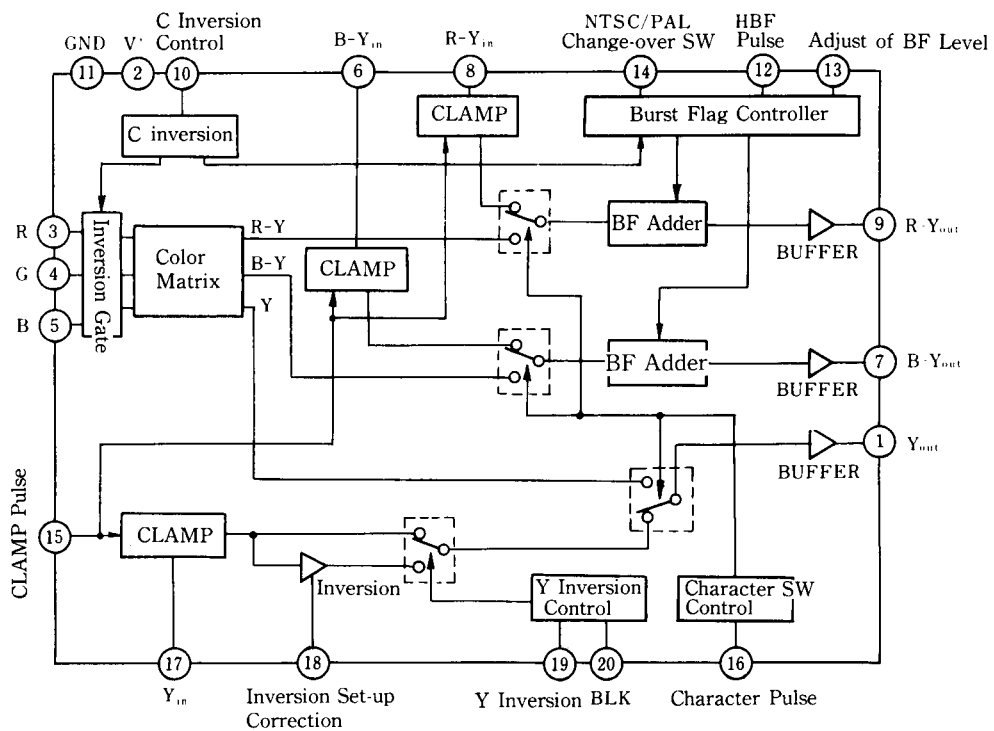 C Inversion
Control
GND
V+
B-Yin
R-Yin
NTSC/PAL
Change-over SW
HBF
Pulse
Adjust of BF Level
11
2
10
6
8
14
12
13
C inversion
CLAMP
Burst Flag Controller
R
3
G
4
B
5
Inversion Gate
Color
Matrix
R-Y
B-Y
Y
CLAMP
BF Adder
BUFFER
9
R-Yout
BF Adder
BUFFER
7
B-Yout
BUFFER
1
Yout
CLAMP Pulse
15
CLAMP
Inversion
Y Inversion
Control
Character SW
Control
17
18
19
20
16
Yin
Inversion Set-up
Correction
Y Inversion
BLK
Character Pulse